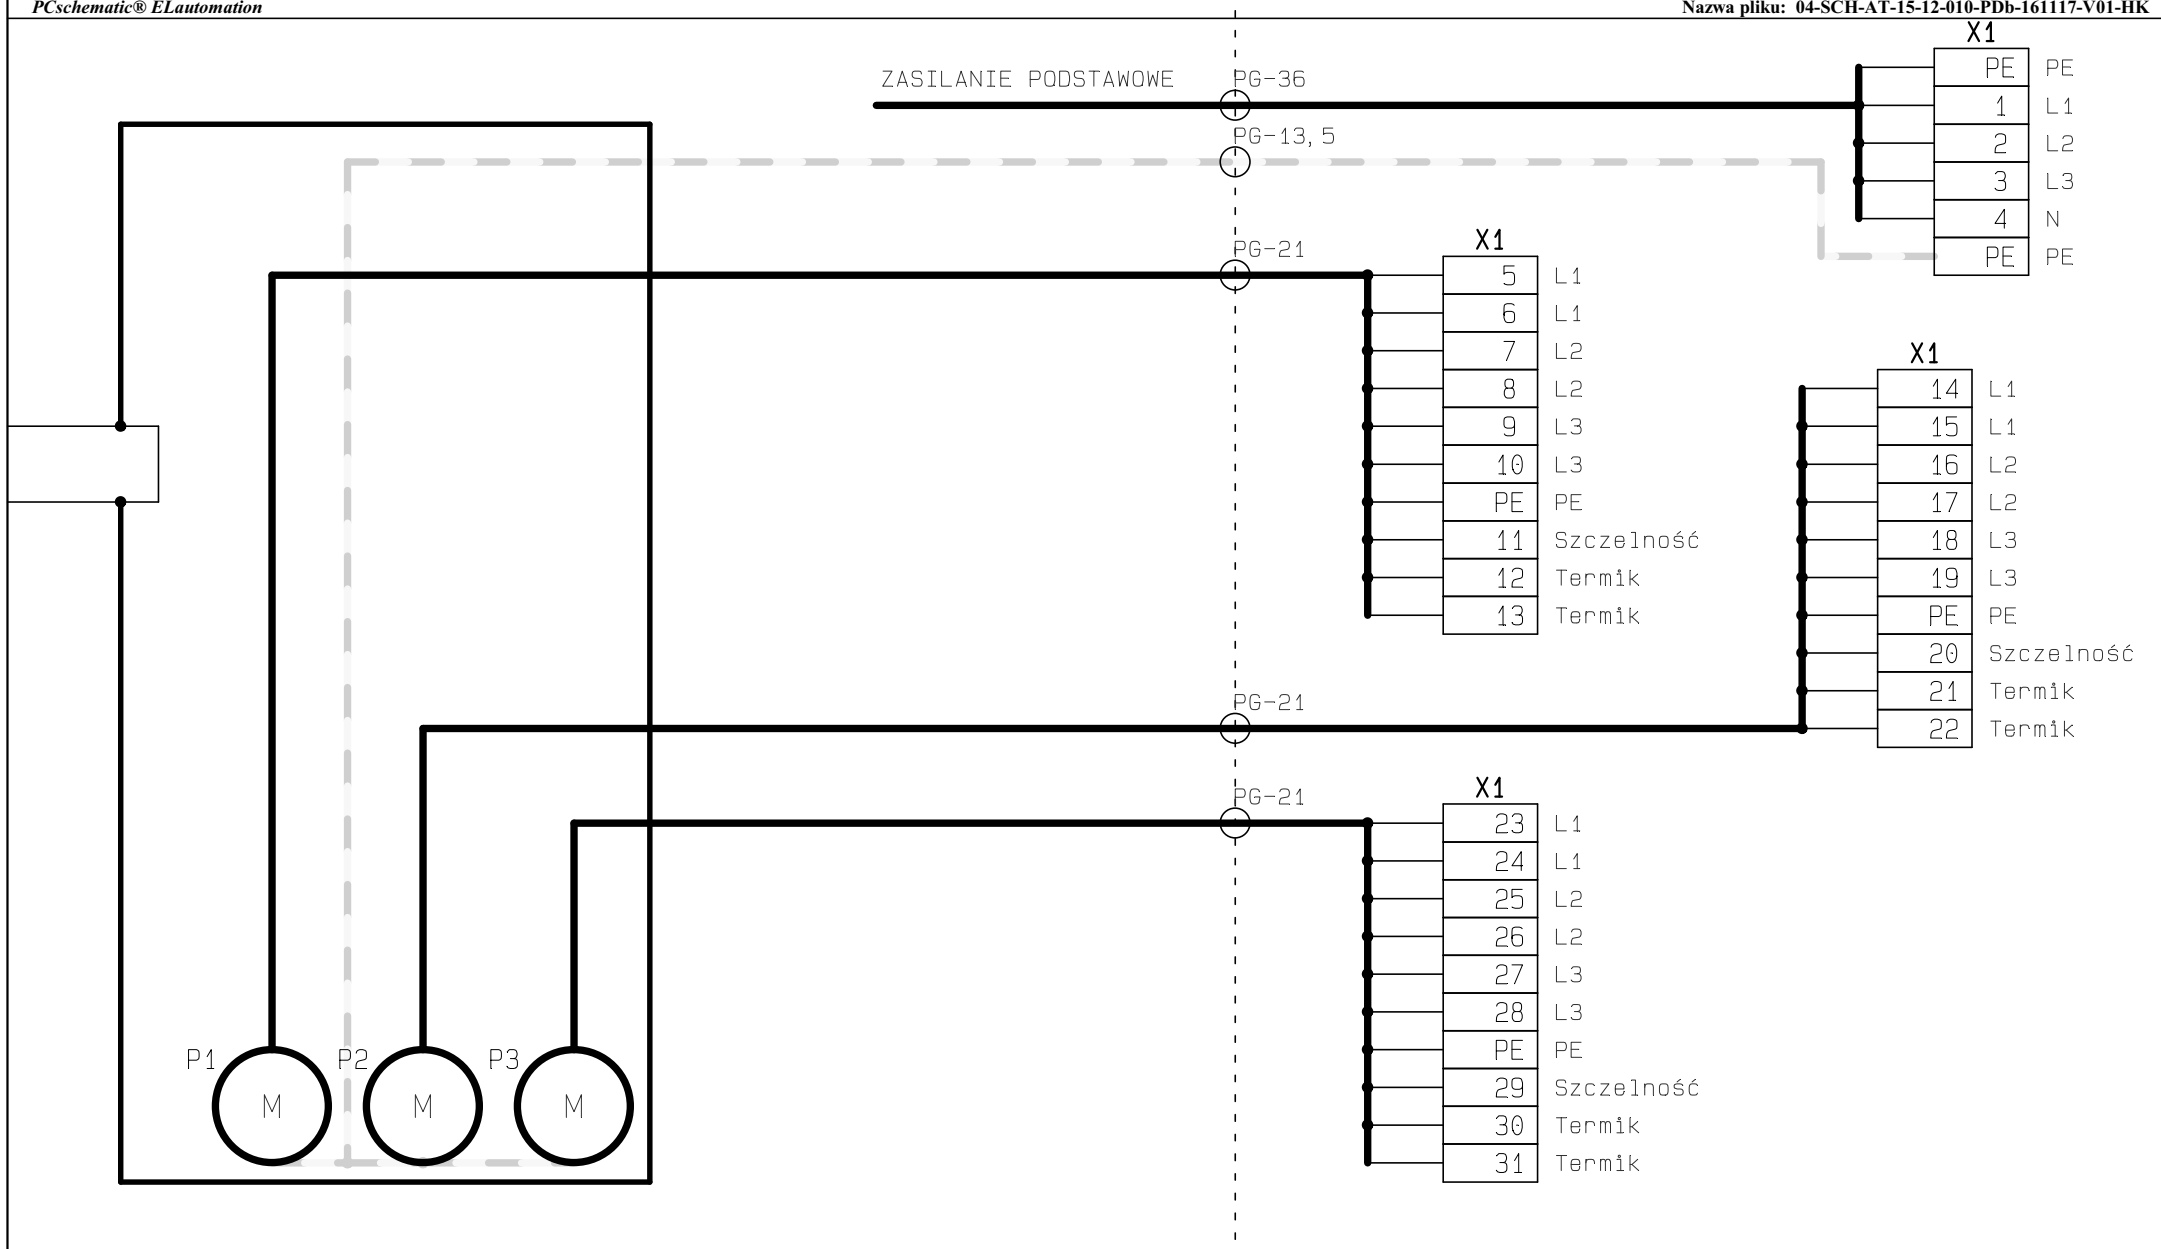 PCschematic® ELautomation
Nazwa pliku: 04-SCH-AT-15-12-010-PDb-161117-V01-HK
X1
ZASILANIE PODSTAWOWE
PG-36
PE PE
1 L1
PG-13,5
2 L2
3 L3
4 N
PE PE
PG-21
X1
5 L1
6 L1
7 L2
8 L2
9 L3
10 L3
PE PE
11 Szczelność
12 Termik
13 Termik
X1
14 L1
15 L1
16 L2
17 L2
18 L3
19 L3
PE PE
20 Szczelność
21 Termik
22 Termik
PG-21
PG-21
X1
23 L1
24 L1
25 L2
26 L2
27 L3
28 L3
PE PE
29 Szczelność
30 Termik
31 Termik
P1
P2
P3
M
M
M